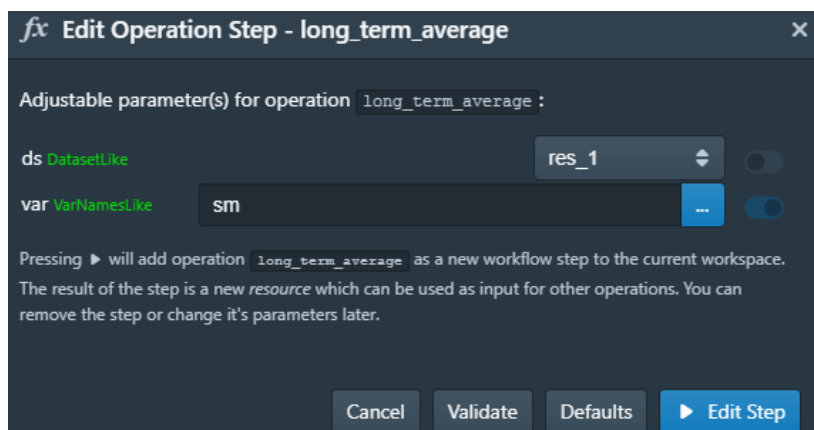 fx Edit Operation Step - long_term_average ×
Adjustable parameter(s) for operation long_term_average :
ds DatasetLike res_1
var VarNamesLike sm ...
Pressing ▶ will add operation long_term_average as a new workflow step to the current workspace.
The result of the step is a new resource which can be used as input for other operations. You can
remove the step or change it's parameters later.
Cancel Validate Defaults ▶ Edit Step